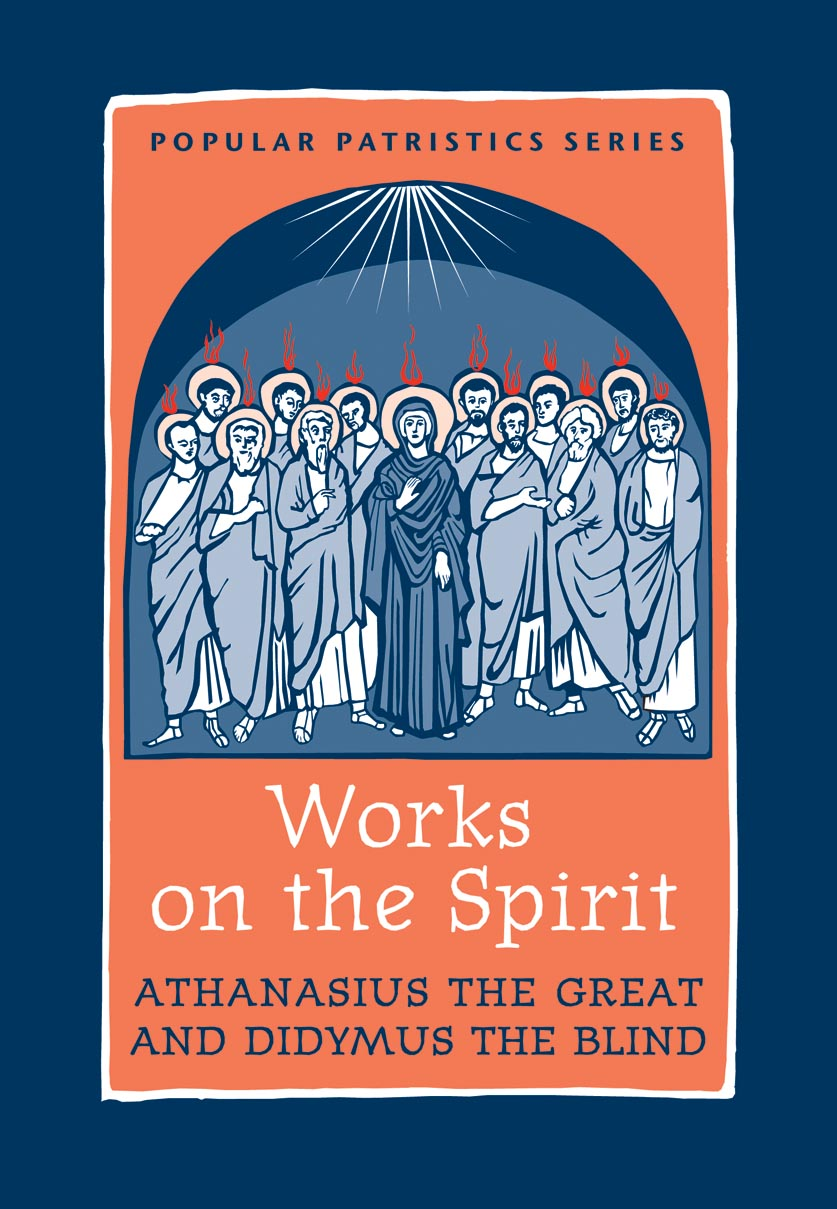 POPULAR PATRISTICS SERIES
Works
on the Spirit
ATHANASIUS THE GREAT
AND DIDYMUS THE BLIND